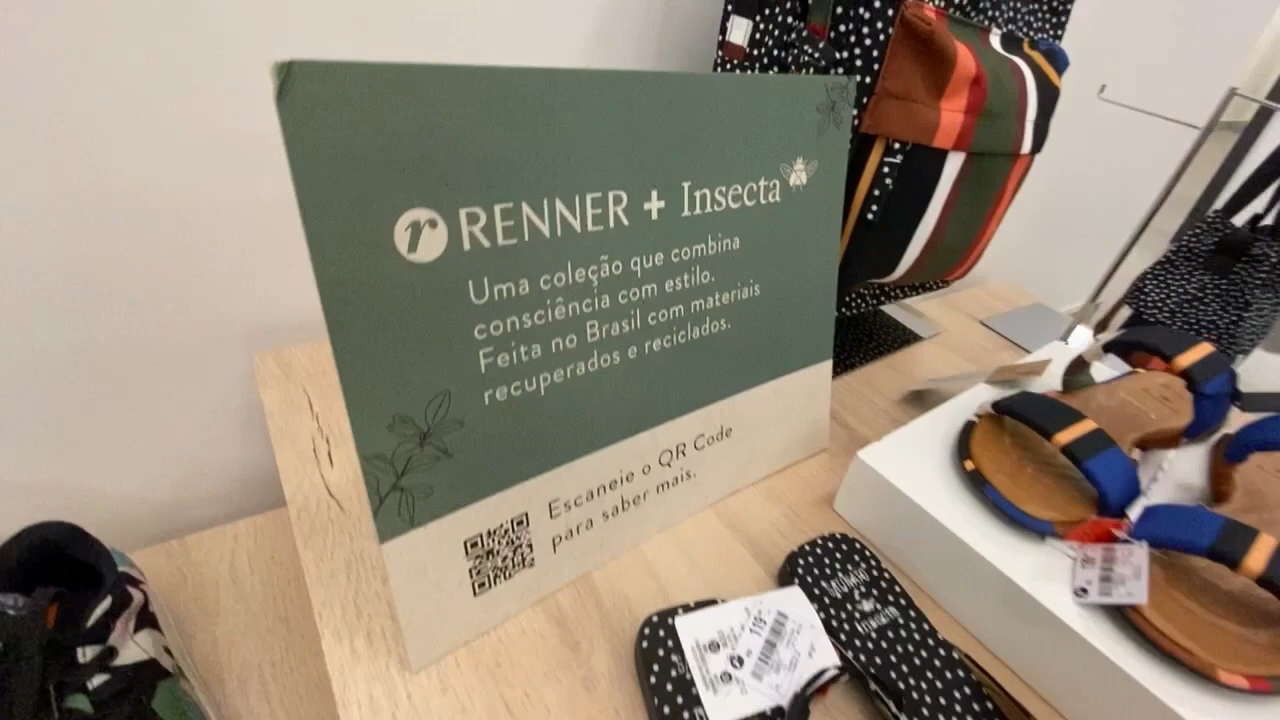 r RENNER + Insecta
Uma coleção que combina
consciência com estilo.
Feita no Brasil com materiais
recuperados e reciclados.
Escaneie o QR Code
para saber mais.
119